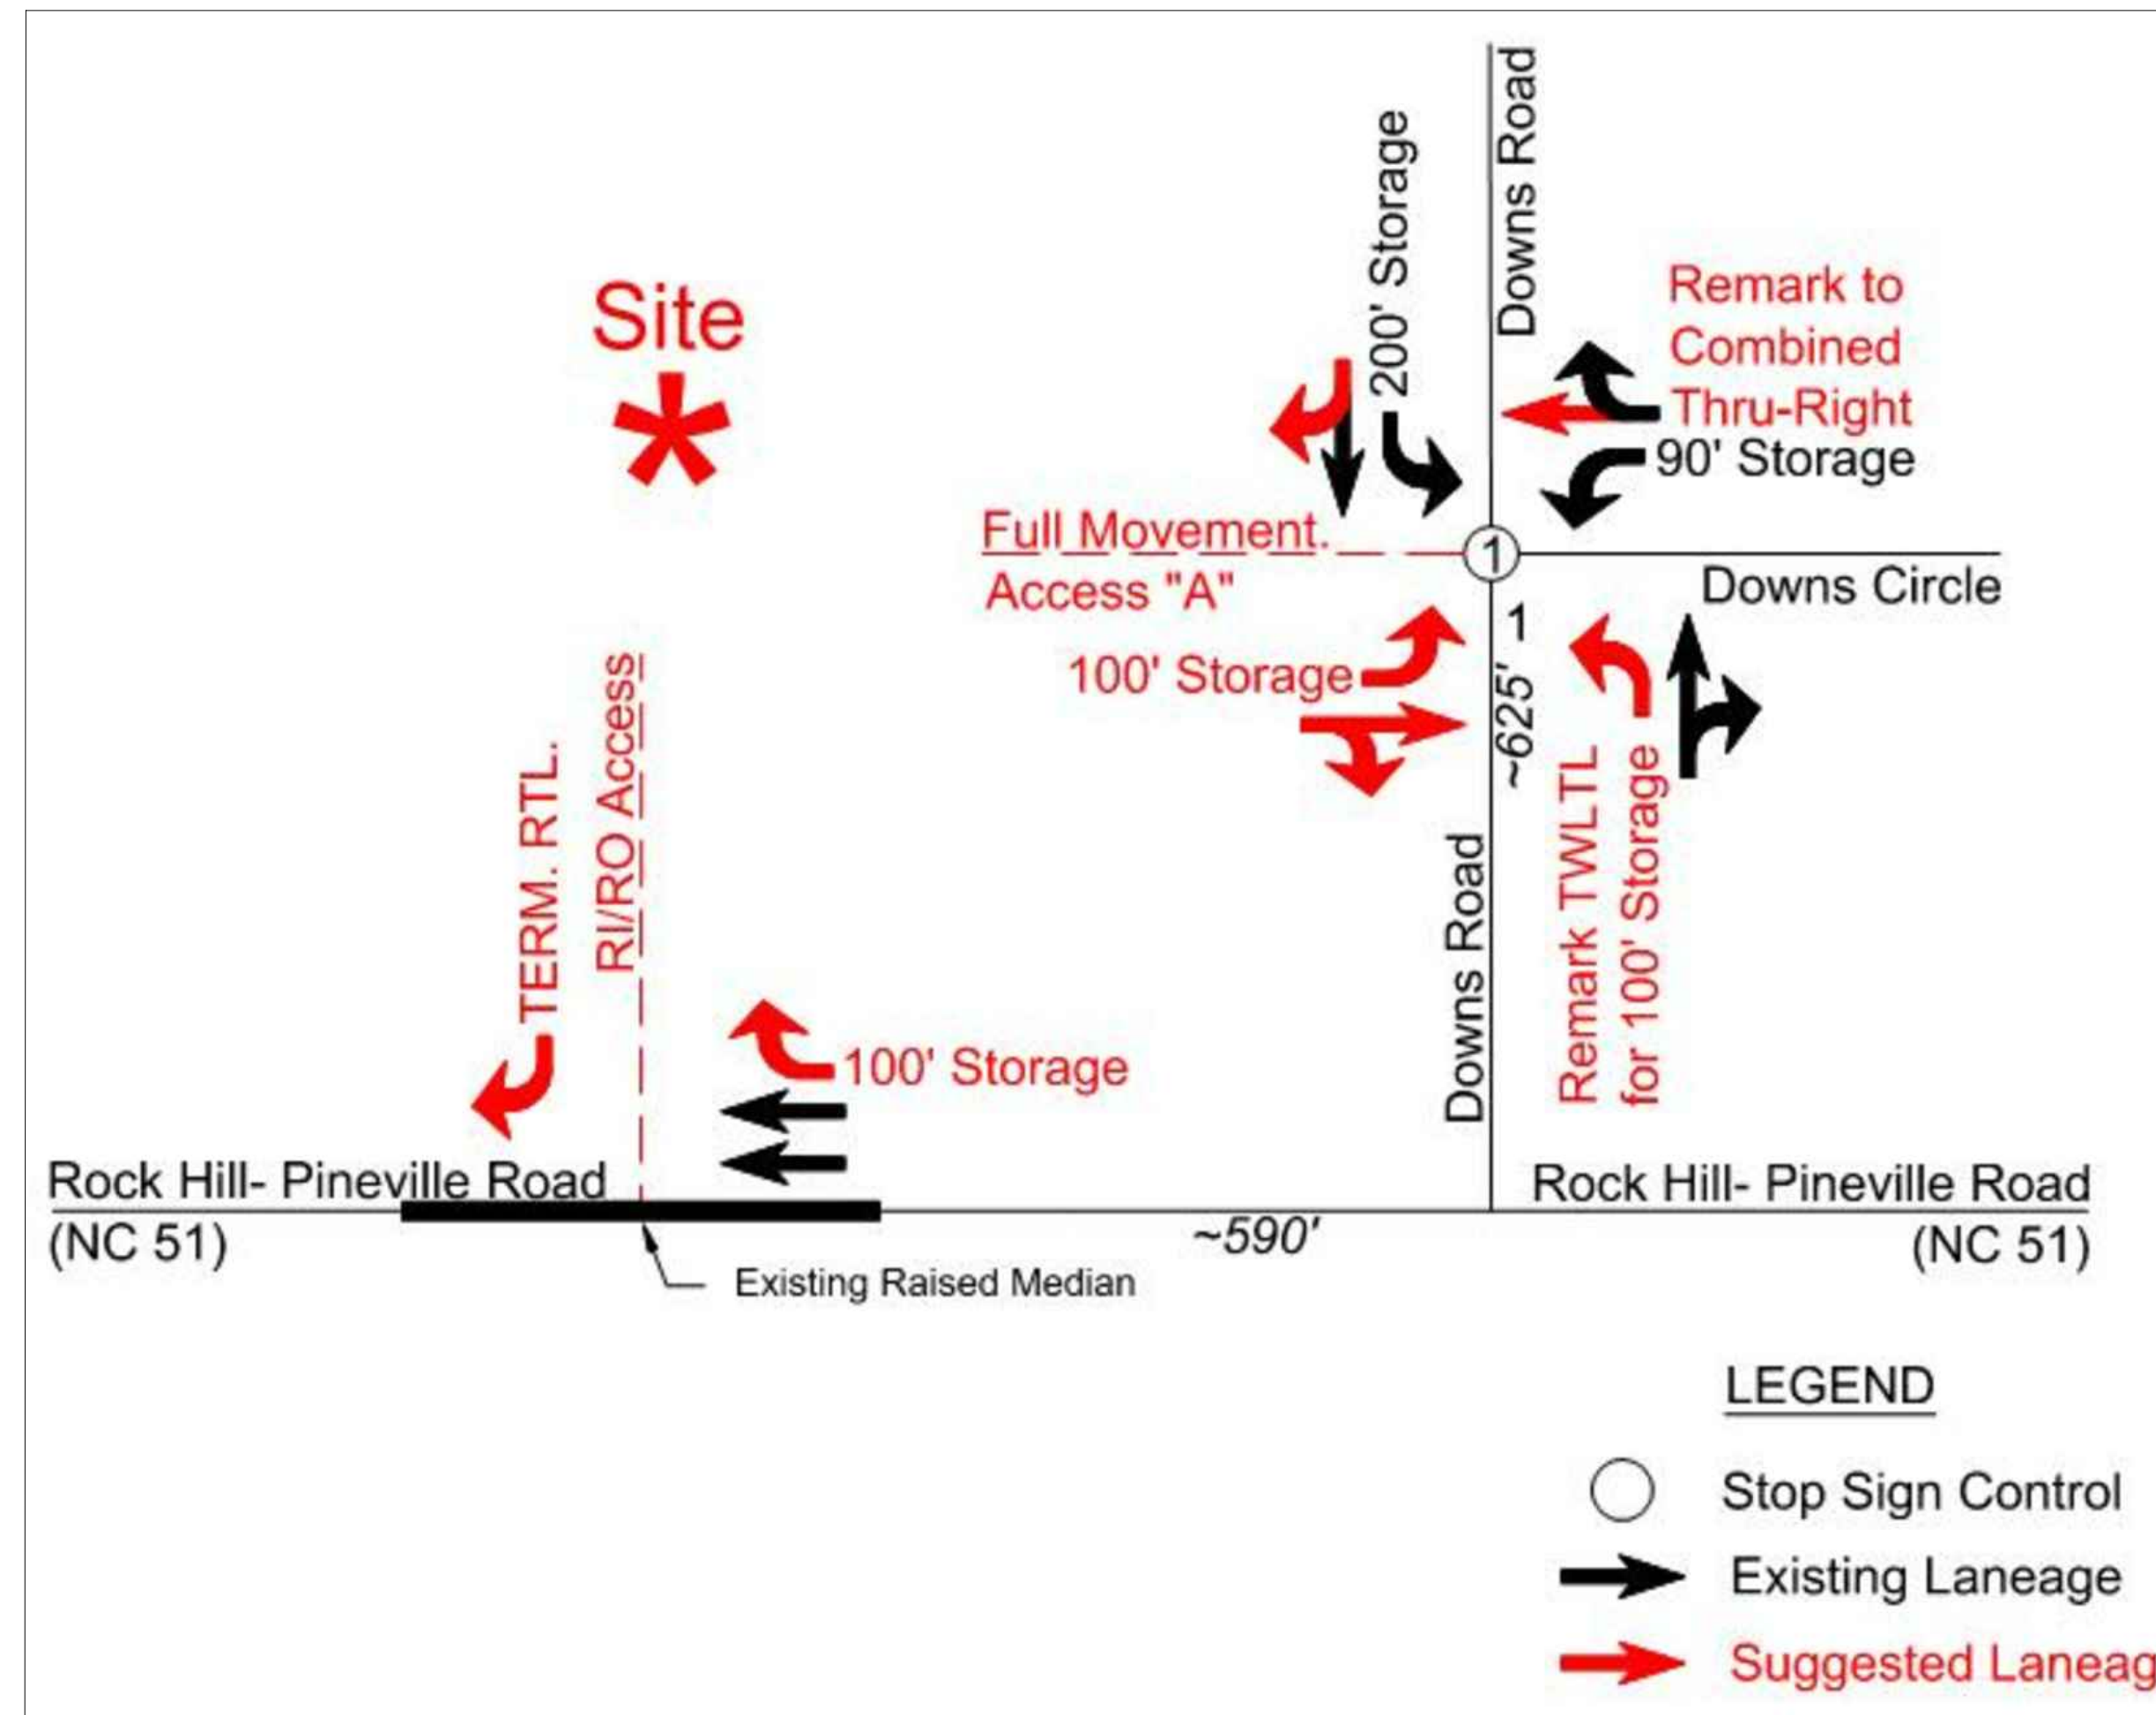 Downs Road
200' Storage
Site
*
Remark to
Combined
Thru-Right
90' Storage
Full Movement.
Access "A"
1
Downs Circle
1
100' Storage
~625'
Remark TWLTL
for 100' Storage
Downs Road
TERM. RTL.
RI/RO Access
100' Storage
Rock Hill- Pineville Road
(NC 51)
Rock Hill- Pineville Road
(NC 51)
~590'
Existing Raised Median
LEGEND
Stop Sign Control
Existing Laneage
Suggested Laneag